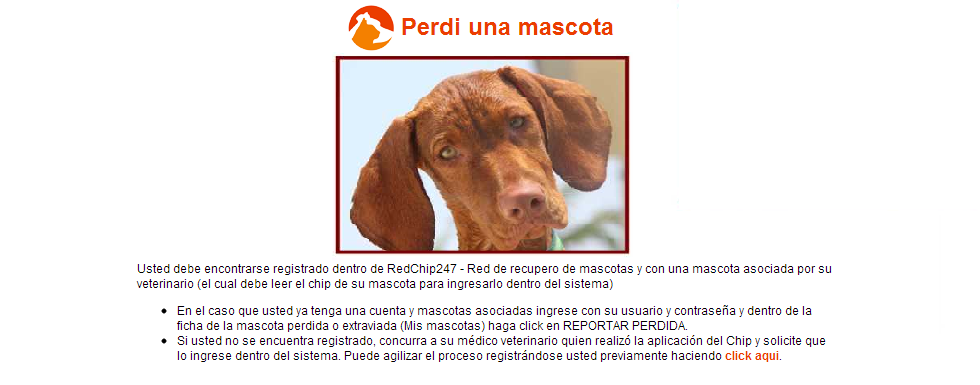 Perdi una mascota
Usted debe encontrarse registrado dentro de RedChip247 - Red de recupero de mascotas y con una mascota asociada por su
veterinario (el cual debe leer el chip de su mascota para ingresarlo dentro del sistema)
En el caso que usted ya tenga una cuenta y mascotas asociadas ingrese con su usuario y contraseña y dentro de la
ficha de la mascota perdida o extraviada (Mis mascotas) haga click en REPORTAR PERDIDA.
Si usted no se encuentra registrado, concurra a su médico veterinario quien realizó la aplicación del Chip y solicite que
lo ingrese dentro del sistema. Puede agilizar el proceso registrándose usted previamente haciendo click aqui.